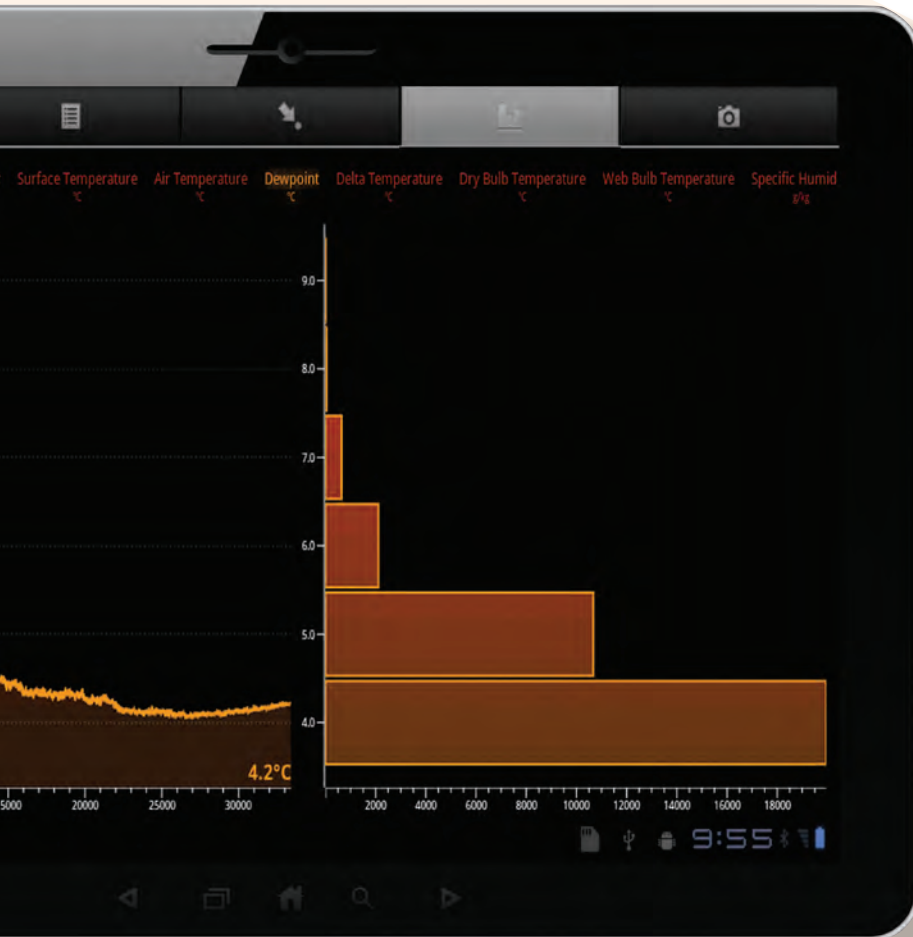 Surface Temperature Air Temperature Dewpoint Delta Temperature Dry Bulb Temperature Web Bulb Temperature Specific Humid
°C °C °C °C °C °C g/kg
9.0
8.0
7.0
6.0
5.0
4.0
4.2°C
5000 20000 25000 30000 2000 4000 6000 8000 10000 12000 14000 16000 18000
9:55